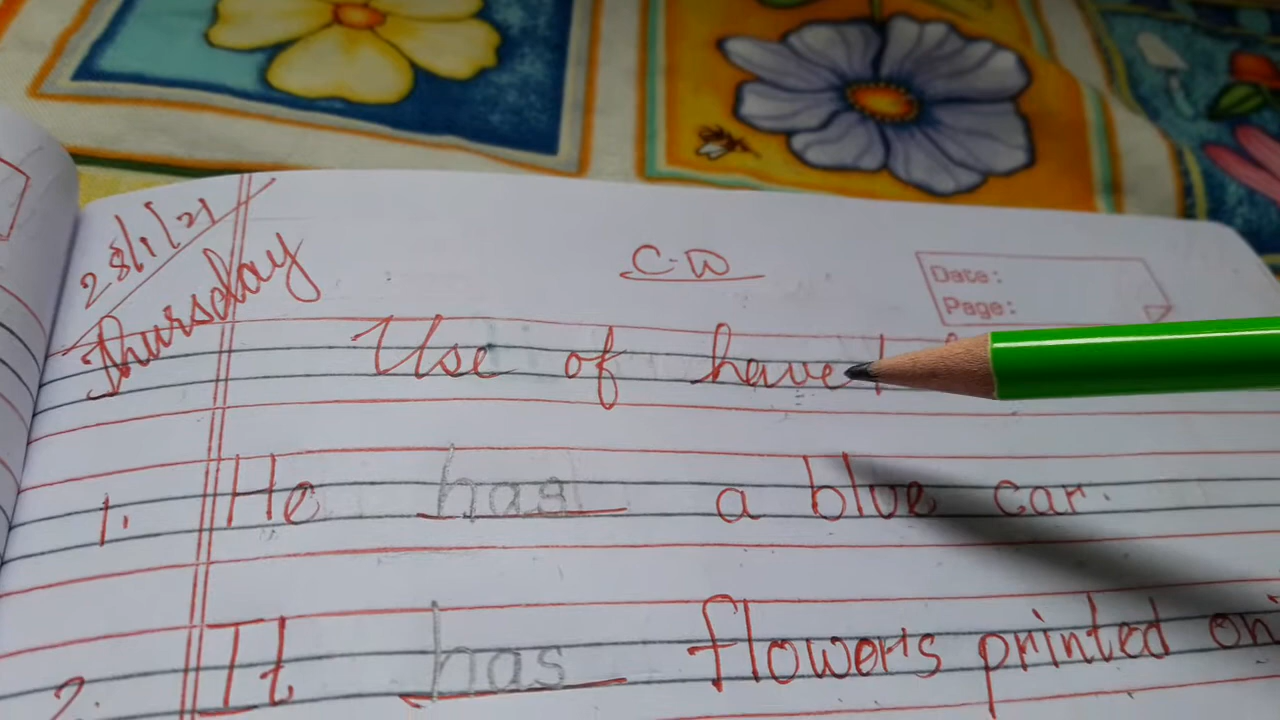 28/1/21
Thursday
C.W
Date:
Page:
Use of have/
1. He has a blue car.
2. It has flowers printed on